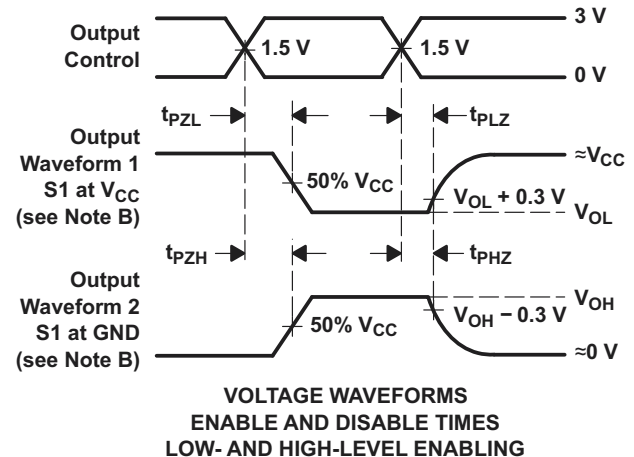 Output
Control
1.5 V
1.5 V
3 V
0 V
tPZL
tPLZ
Output
Waveform 1
S1 at VCC
(see Note B)
50% VCC
≈VCC
VOL + 0.3 V
VOL
tPZH
tPHZ
Output
Waveform 2
S1 at GND
(see Note B)
50% VCC
VOH
VOH − 0.3 V
≈0 V
VOLTAGE WAVEFORMS
ENABLE AND DISABLE TIMES
LOW- AND HIGH-LEVEL ENABLING